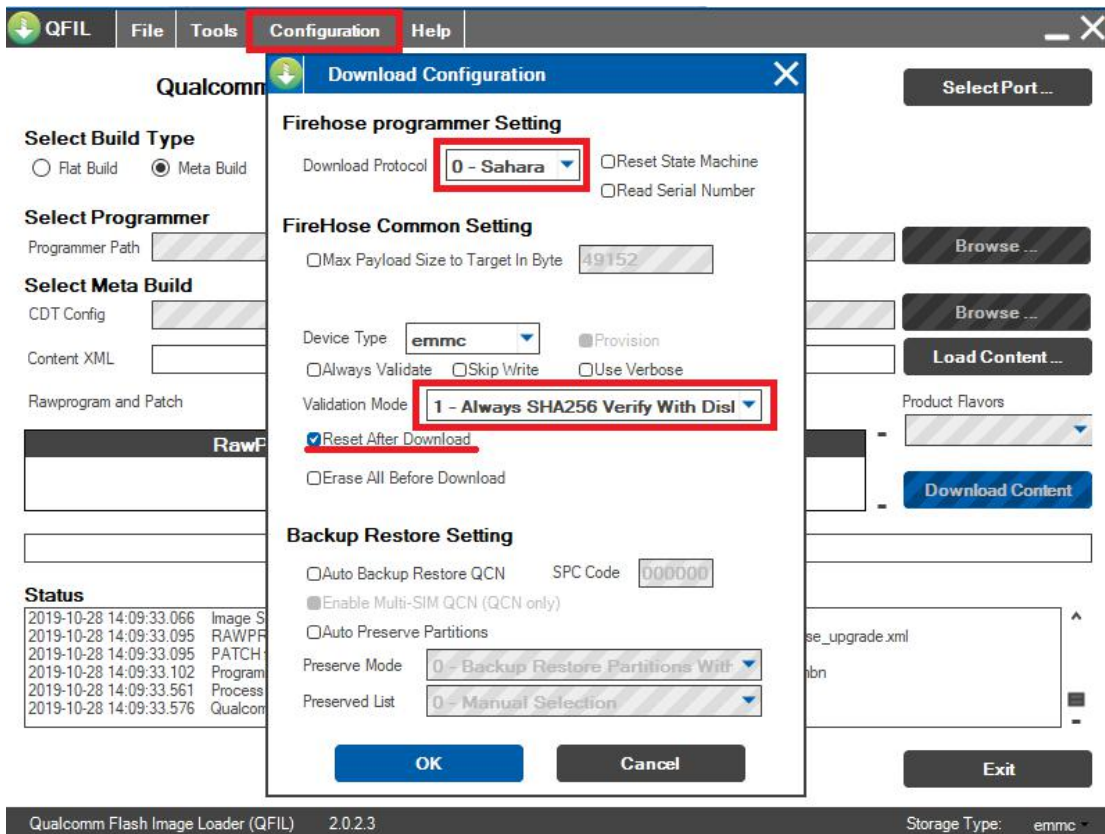 QFIL File Tools Configuration Help
Download Configuration
Qualcomm
Select Port ...
Firehose programmer Setting
Select Build Type
Flat Build Meta Build
Download Protocol 0 - Sahara Reset State Machine
Read Serial Number
Select Programmer
FireHose Common Setting
Programmer Path Browse ...
Max Payload Size to Target In Byte 49152
Select Meta Build
CDT Config Browse ...
Device Type emmc Provision
Content XML Load Content ...
Always Validate Skip Write Use Verbose
Rawprogram and Patch Validation Mode 1 - Always SHA256 Verify With Product Flavors
RawP
Reset After Download
Erase All Before Download
Download Content
Backup Restore Setting
Auto Backup Restore QCN SPC Code 000000
Enable Multi-SIM QCN (QCN only)
Auto Preserve Partitions
Preserve Mode 0 - Backup Restore Partitions With
Preserved List 0 - Manual Selection
Status
2019-10-28 14:09:33.066 Image S
2019-10-28 14:09:33.095 RAWPR se_upgrade.xml
2019-10-28 14:09:33.095 PATCH
2019-10-28 14:09:33.102 Program mbn
2019-10-28 14:09:33.561 Process
2019-10-28 14:09:33.576 Qualcom
OK Cancel
Exit
Qualcomm Flash Image Loader (QFIL) 2.0.2.3 Storage Type: emmc